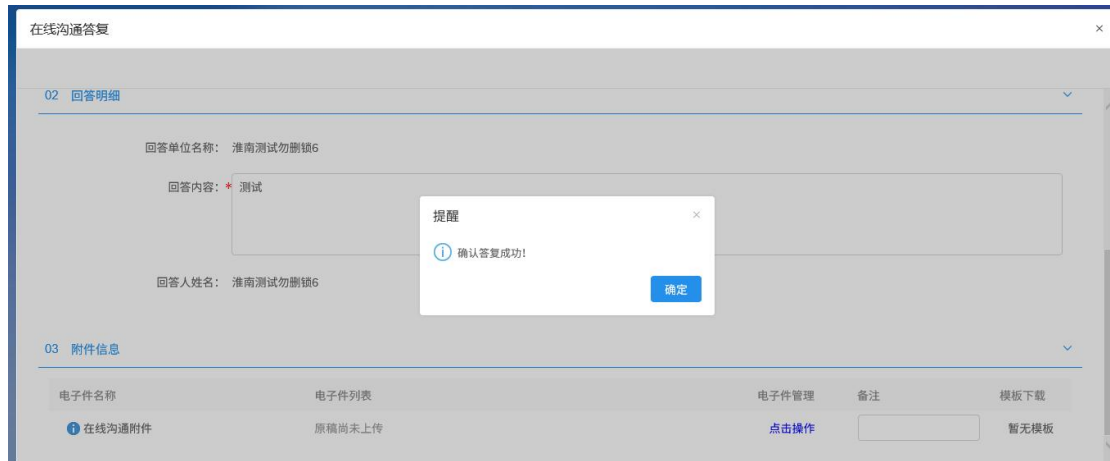 在线沟通答复
×
02 回答明细
回答单位名称: 淮南测试勿删锁6
回答内容: * 测试
提醒 ×
确认答复成功!
确定
回答人姓名: 淮南测试勿删锁6
03 附件信息
电子件名称 电子件列表 电子件管理 备注 模板下载
在线沟通附件 原稿尚未上传 点击操作 暂无模板